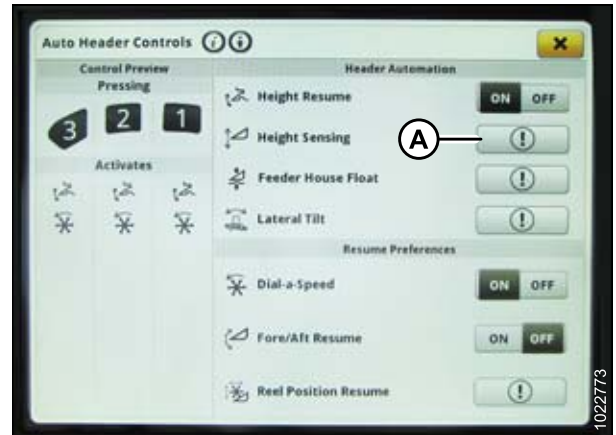 Auto Header Controls
Control Preview
Pressing
3 2 1
Activates
Header Automation
Height Resume ON OFF
Height Sensing A
Feeder House Float
Lateral Tilt
Resume Preferences
Dial-a-Speed ON OFF
Fore/Aft Resume ON OFF
Reel Position Resume
1022773